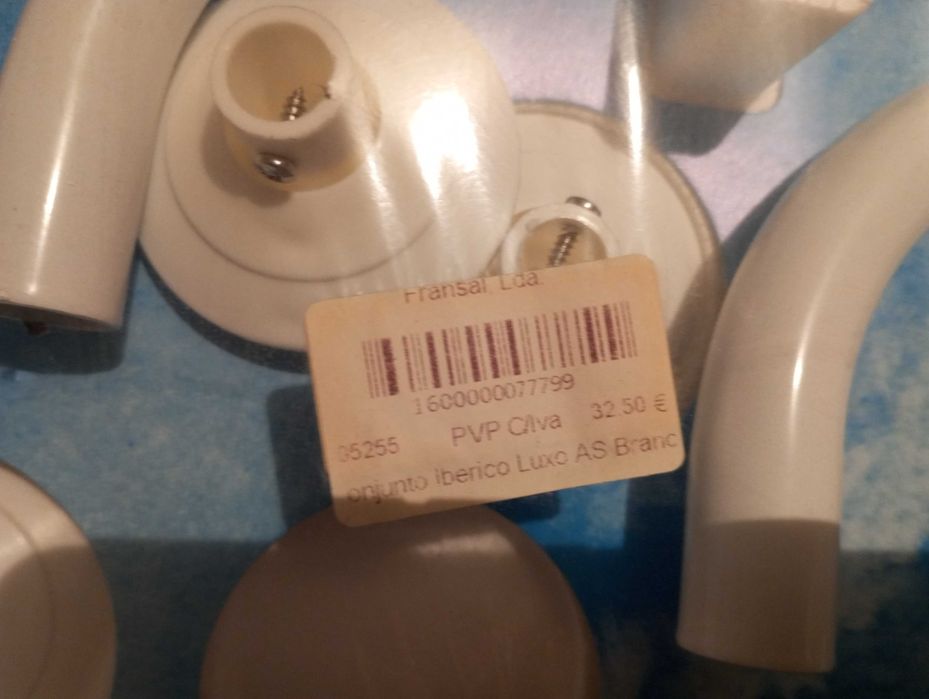 Fransal, Lda.
1600000077799
05255 PVP C/Iva 32.50 €
onjunto Iberico Luxo AS Branc